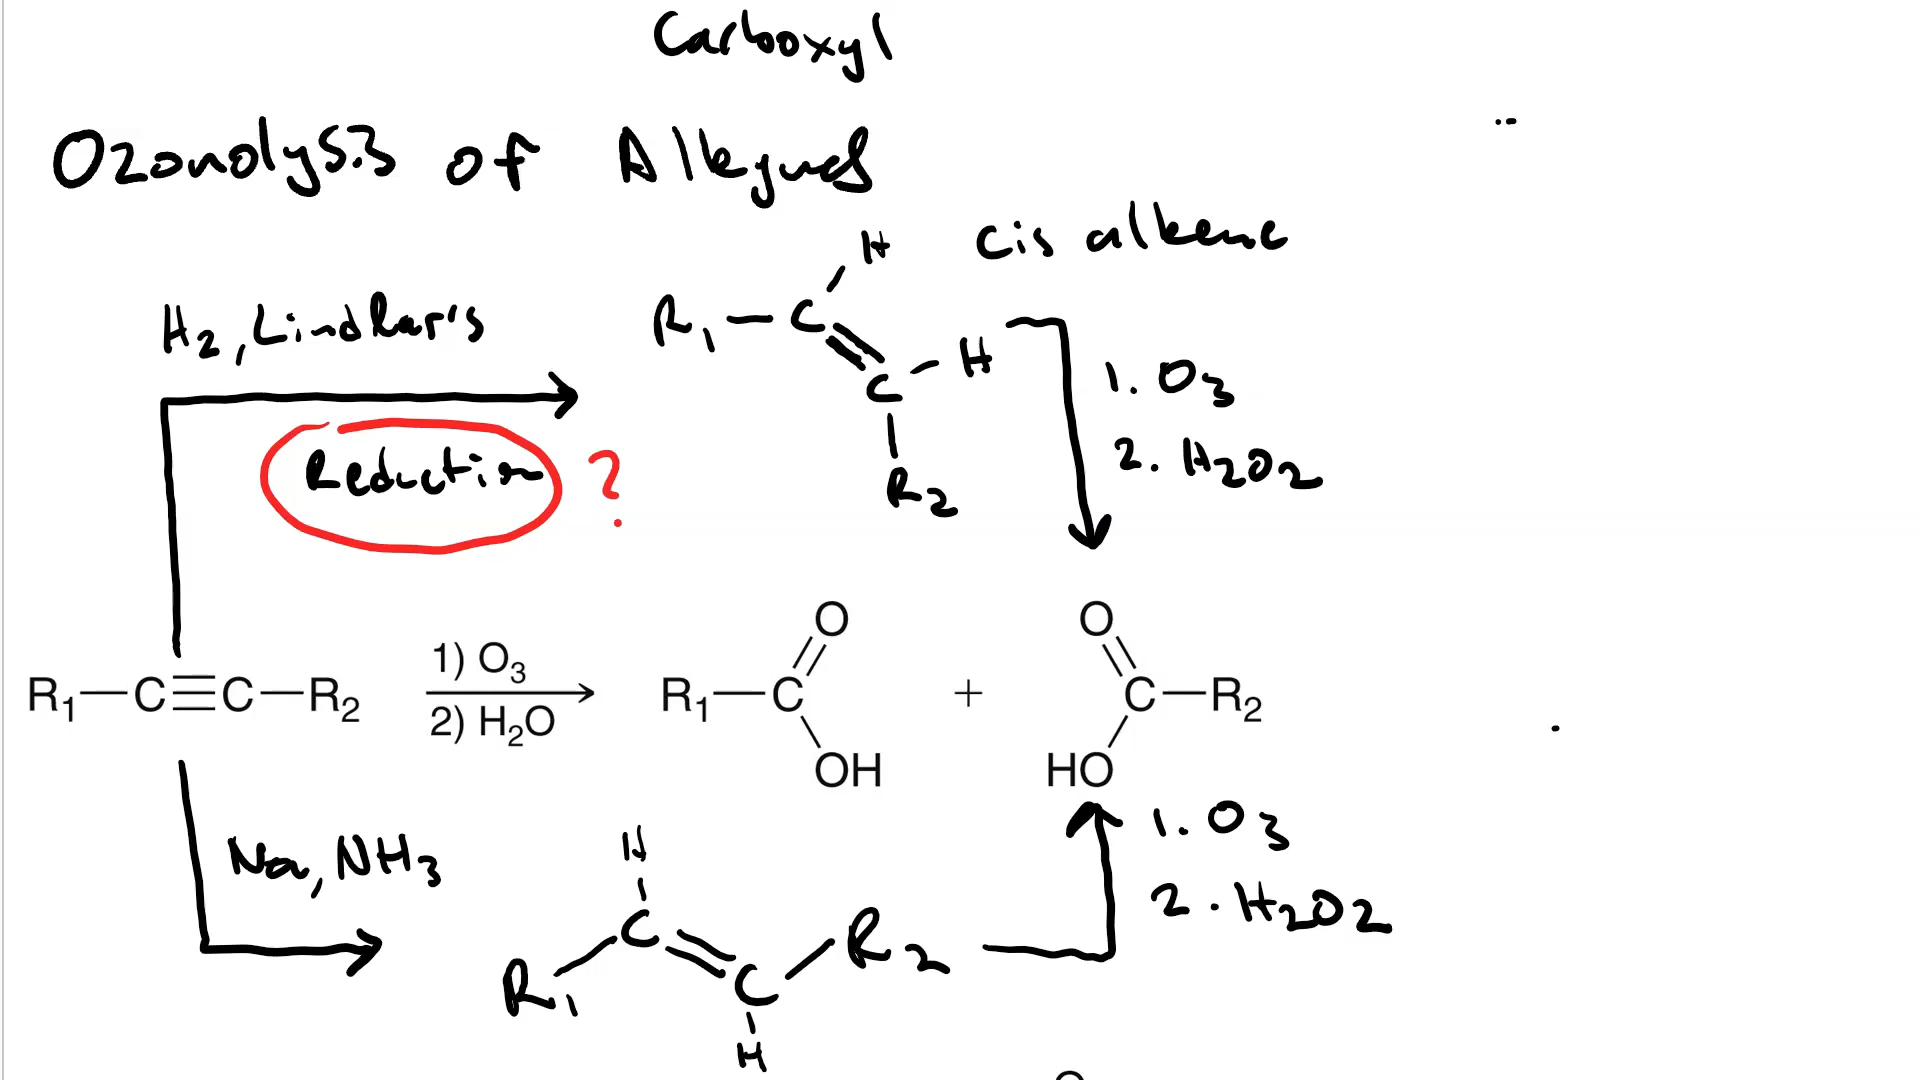 Carboxyl
Ozonolysis of Alkynes
H cis alkene
H2, Lindlar's R1 — C
C - H
1. O3
Reduction ? 2. H2O2
R2
R1—C≡C—R2 1) O3 2) H2O R1—C O OH + O HO C—R2
1. O3
Na, NH3 H
2. H2O2
C R2
R1 C
H